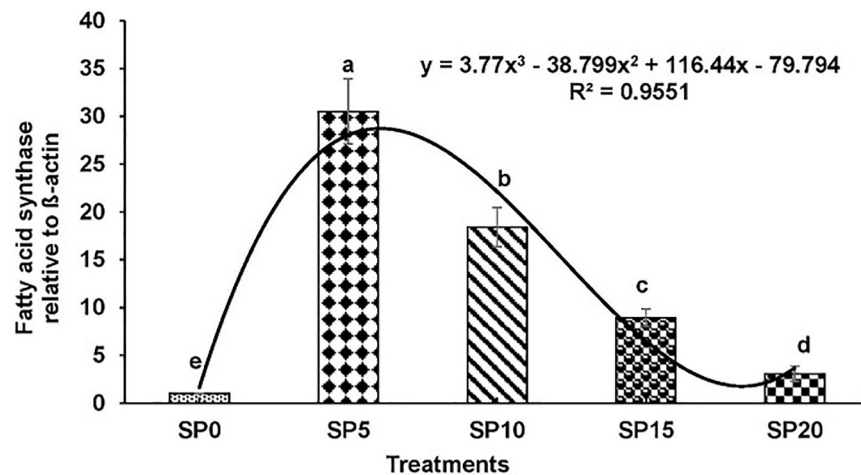 40
35
30
25
20
15
10
5
0
Fatty acid synthase
relative to ß-actin
y = 3.77x³ - 38.799x² + 116.44x - 79.794
R² = 0.9551
e
a
b
c
d
SP0 SP5 SP10 SP15 SP20
Treatments